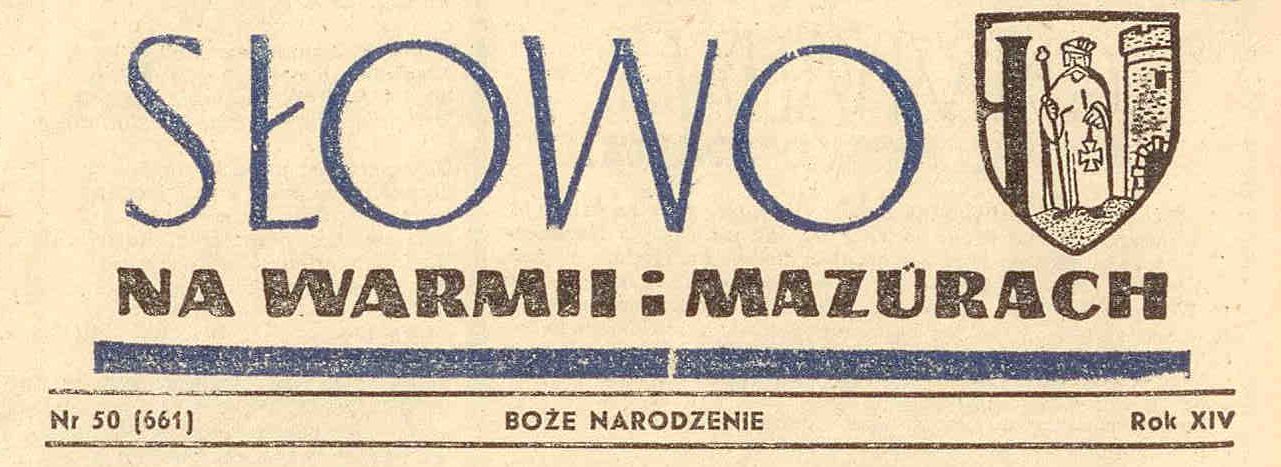 SŁOWO
NA WARMII i MAZURACH
Nr 50 (661) BOŻE NARODZENIE Rok XIV